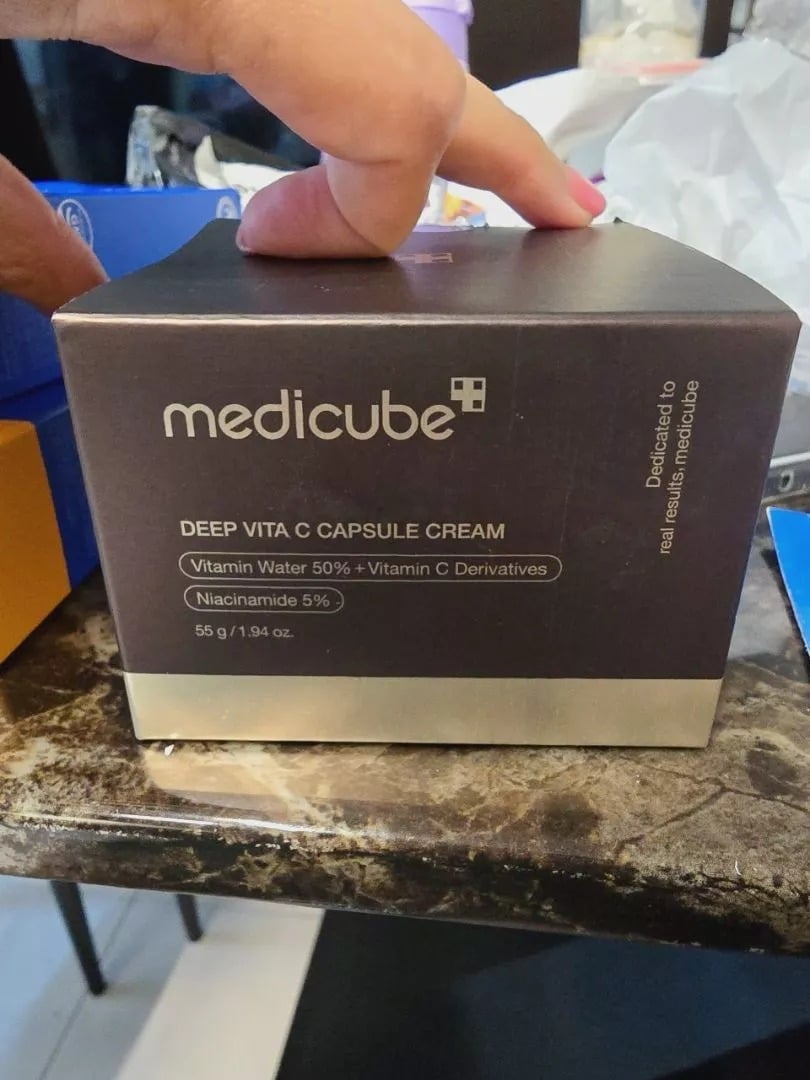 medicube
DEEP VITA C CAPSULE CREAM
Vitamin Water 50% + Vitamin C Derivatives
Niacinamide 5%
55 g / 1.94 oz.
Dedicated to
real results, medicube